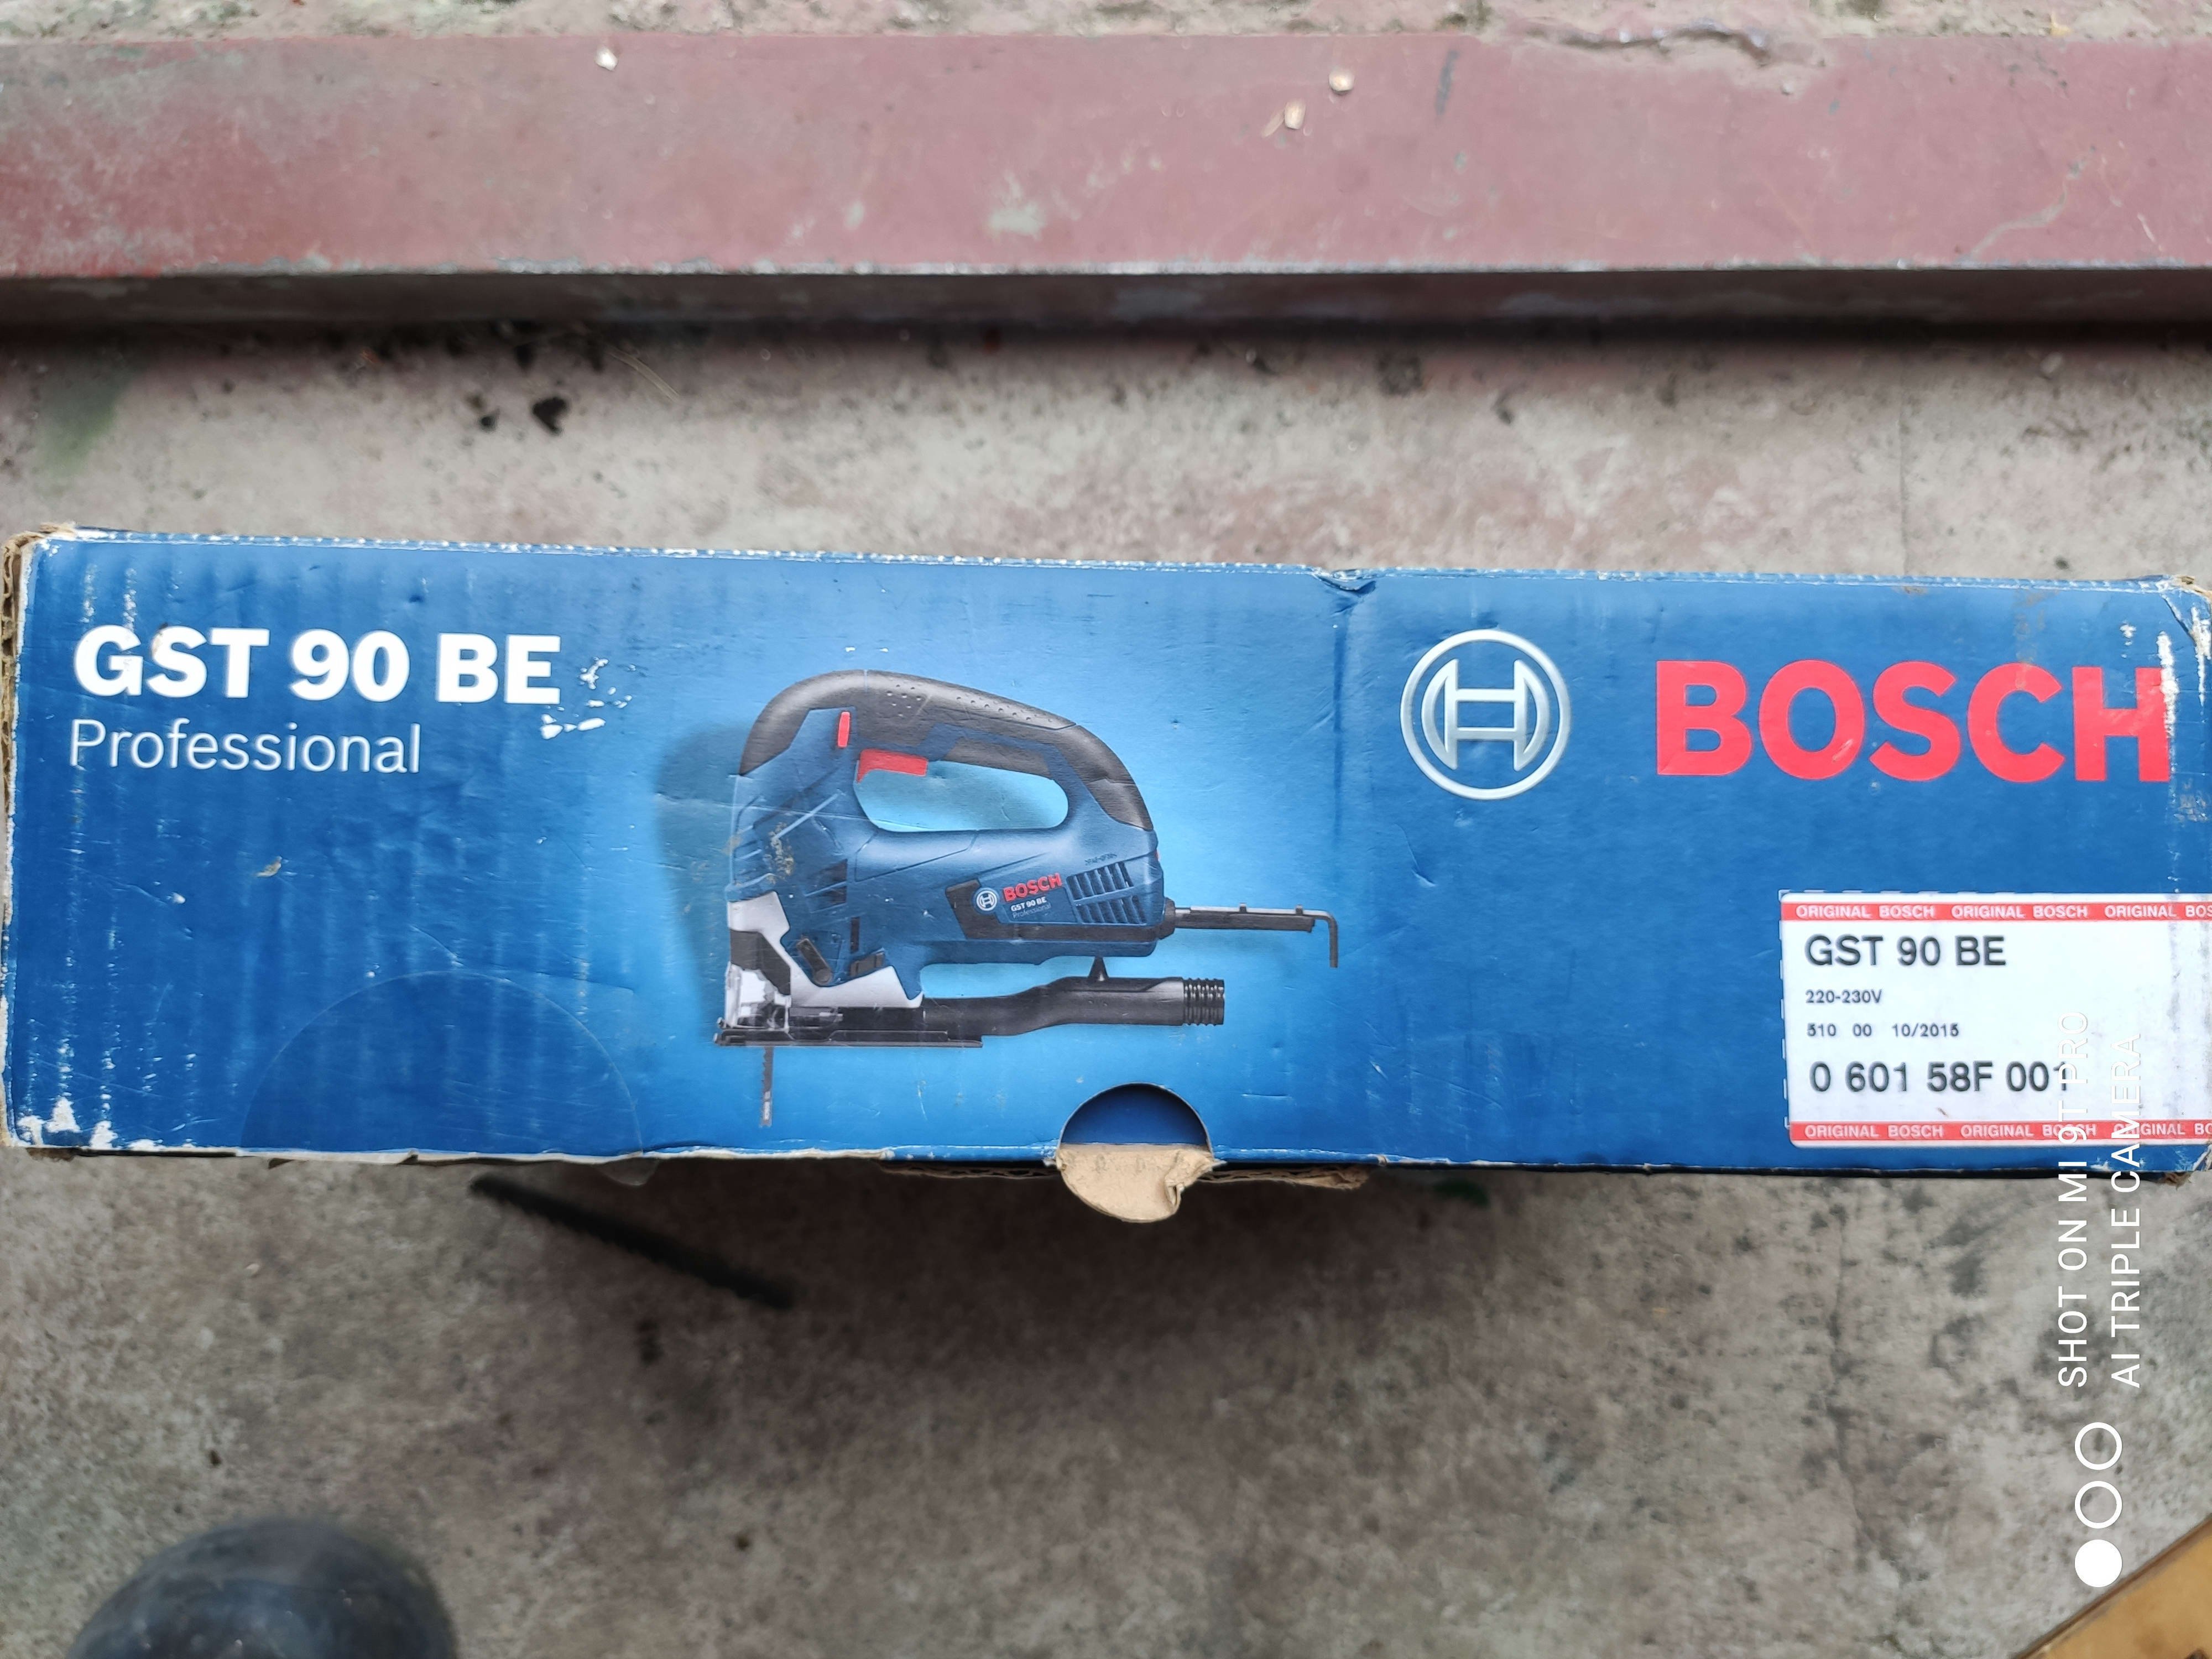 GST 90 BE
Professional
BOSCH
BOSCH
GST 90 BE
Professional
ORIGINAL BOSCH ORIGINAL BOSCH ORIGINAL BOS
GST 90 BE
220-230V
510 00 10/2015
0 601 58F 001
ORIGINAL BOSCH ORIGINAL BOSCH ORIGINAL BO
SHOT ON MI 9T PRO
AI TRIPLE CAMERA